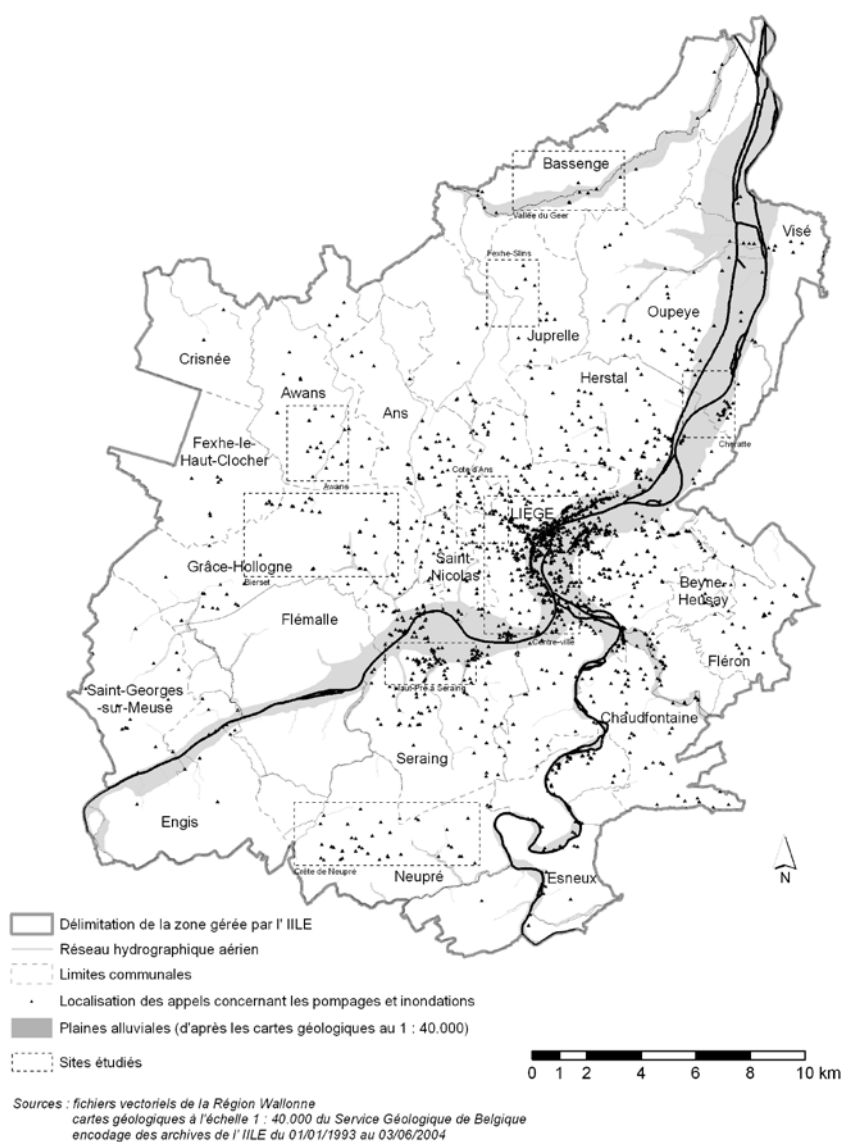 Bassenge
Vallée du Geer
Visé
Fexhe-Slins
Oupeye
Juprelle
Crisnée
Herstal
Awans
Ans
Fexhe-le-
Haut-Clocher
Cheratte
Cote d'Ans
Awans
LIEGE
Grâce-Hollogne
Bierset
Saint-
Nicolas
Beyne-
Heusay
Flémalle
Centre-ville
Fléron
Saint-Georges
-sur-Meuse
Haut-Pré à Seraing
Chaudfontaine
Seraing
Engis
Crête de Neupré
Neupré
Esneux
N
Délimitation de la zone gérée par l' IILE
Réseau hydrographique aérien
Limites communales
Localisation des appels concernant les pompages et inondations
Plaines alluviales (d'après les cartes géologiques au 1 : 40.000)
Sites étudiés
0 1 2 4 6 8 10 km
Sources : fichiers vectoriels de la Région Wallonne
cartes géologiques à l'échelle 1 : 40.000 du Service Géologique de Belgique
encodage des archives de l' IILE du 01/01/1993 au 03/06/2004